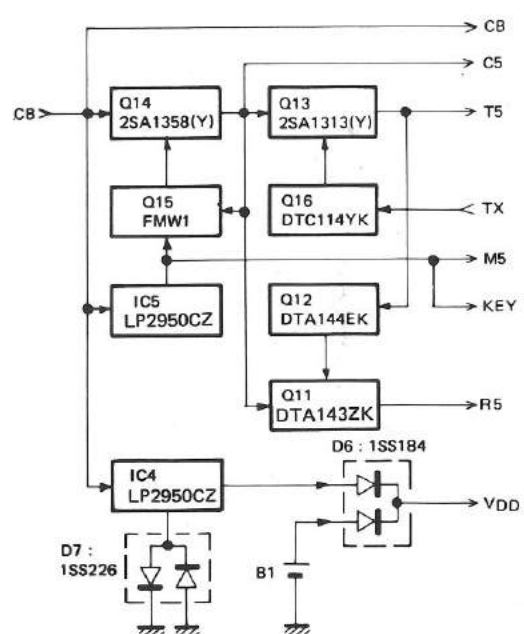 CB
C5
Q14
2SA1358(Y)
Q13
2SA1313(Y)
CB
T5
Q15
FMW1
Q16
DTC114YK
TX
M5
IC5
LP2950CZ
Q12
DTA144EK
KEY
Q11
DTA143ZK
R5
D6 : 1SS184
IC4
LP2950CZ
VDD
D7 :
1SS226
B1